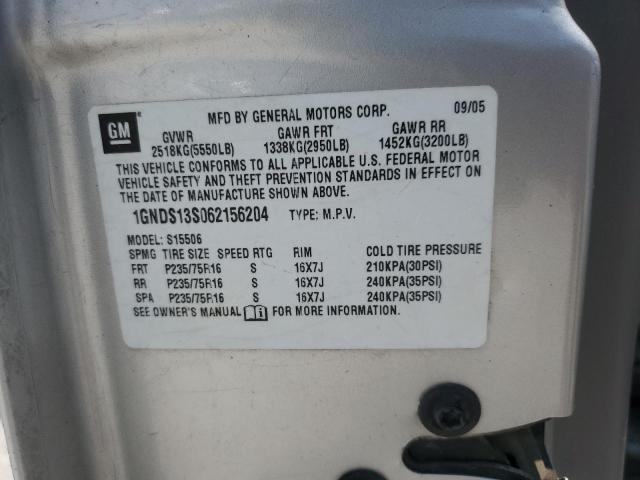 MFD BY GENERAL MOTORS CORP. 09/05
GM GVWR GAWR FRT GAWR RR
2518KG(5550LB) 1338KG(2950LB) 1452KG(3200LB)
THIS VEHICLE CONFORMS TO ALL APPLICABLE U.S. FEDERAL MOTOR
VEHICLE SAFETY AND THEFT PREVENTION STANDARDS IN EFFECT ON
THE DATE OF MANUFACTURE SHOWN ABOVE.
1GNDS13S062156204 TYPE: M.P.V.
MODEL: S15506
SPMG TIRE SIZE SPEED RTG RIM COLD TIRE PRESSURE
FRT P235/75R16 S 16X7J 210KPA(30PSI)
RR P235/75R16 S 16X7J 240KPA(35PSI)
SPA P235/75R16 S 16X7J 240KPA(35PSI)
SEE OWNER'S MANUAL FOR MORE INFORMATION.